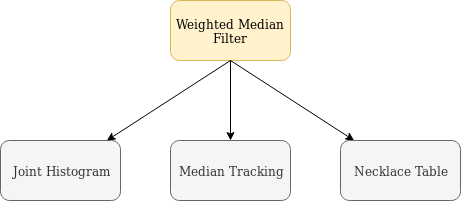 Weighted Median
Filter
Joint Histogram
Median Tracking
Necklace Table